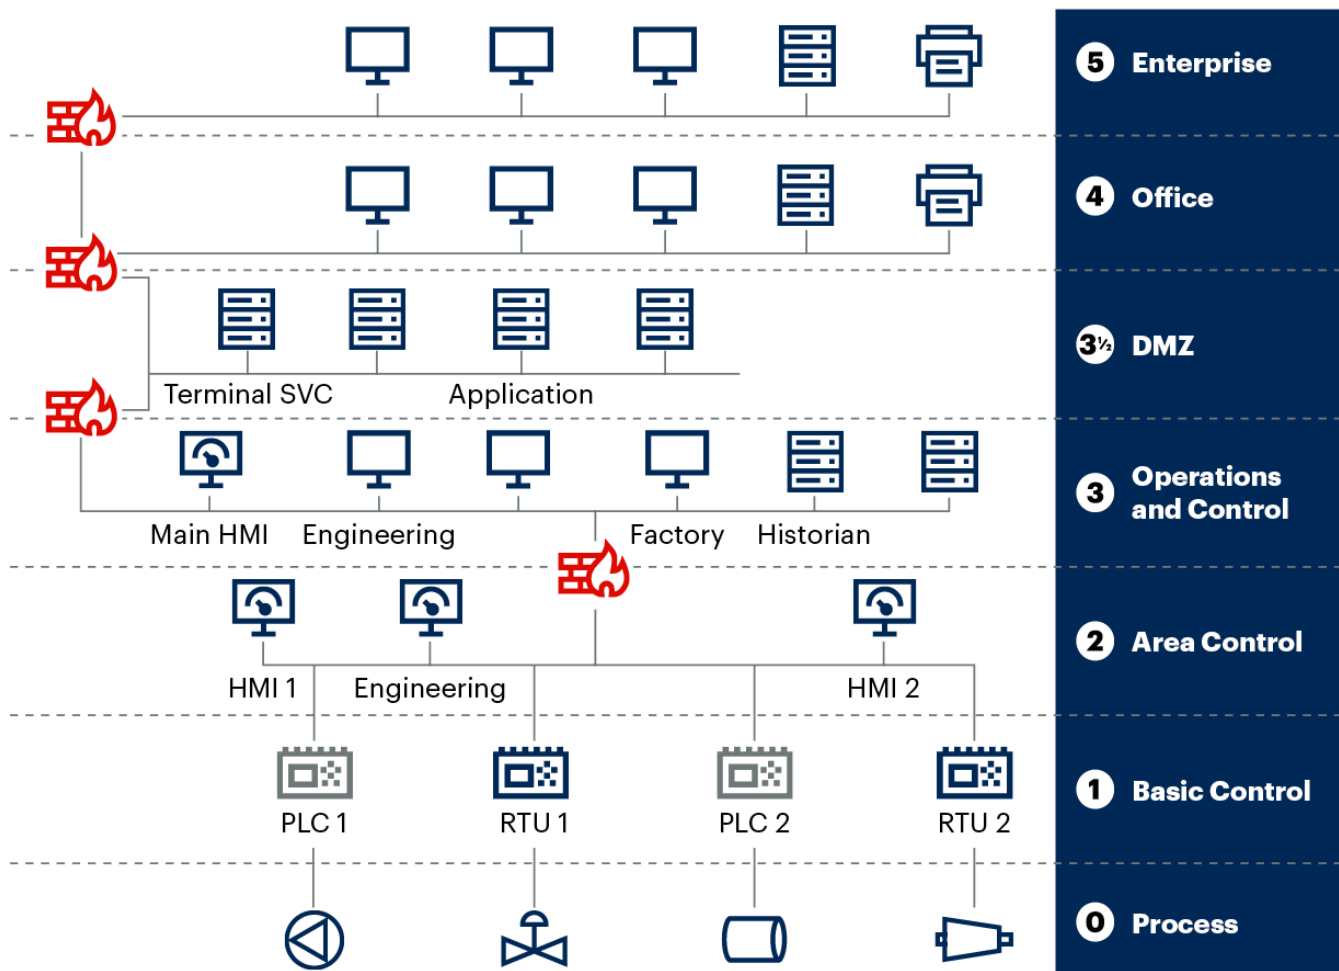 5 Enterprise
4 Office
3½ DMZ
Terminal SVC Application
3 Operations
and Control
Main HMI Engineering Factory Historian
2 Area Control
HMI 1 Engineering HMI 2
1 Basic Control
PLC 1 RTU 1 PLC 2 RTU 2
0 Process